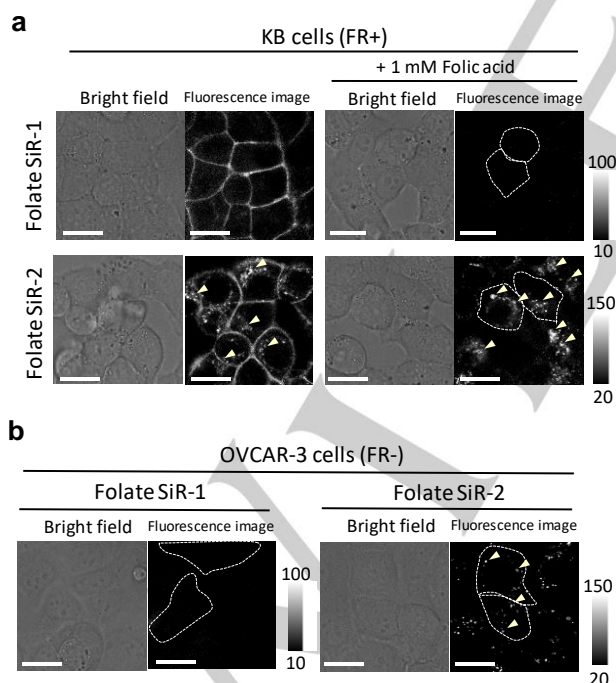 a
KB cells (FR+)
+ 1 mM Folic acid
Bright field Fluorescence image Bright field Fluorescence image
Folate SiR-1
100
10
Folate SiR-2
150
20
b
OVCAR-3 cells (FR-)
Folate SiR-1 Folate SiR-2
Bright field Fluorescence image Bright field Fluorescence image
100
10
150
20